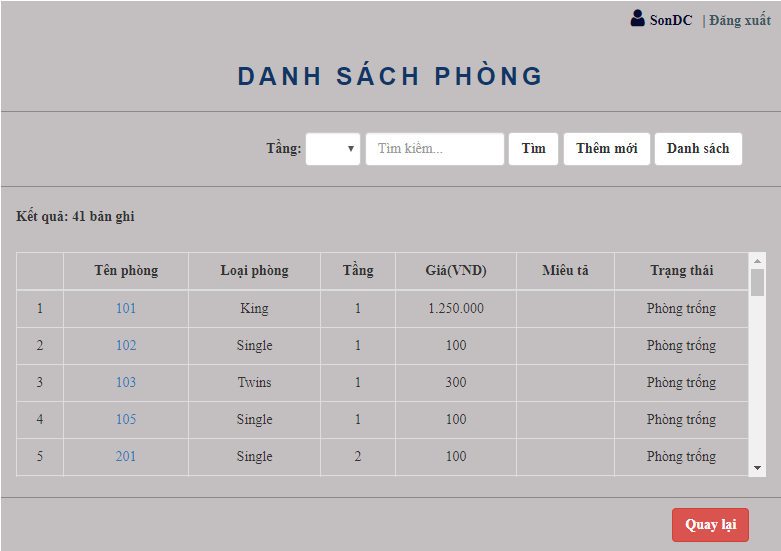 SonDC | Đăng xuất
DANH SÁCH PHÒNG
Tầng: Tìm kiếm... Tìm Thêm mới Danh sách
Kết quả: 41 bản ghi
Tên phòng Loại phòng Tầng Giá(VND) Miêu tả Trạng thái
1 101 King 1 1.250.000 Phòng trống
2 102 Single 1 100 Phòng trống
3 103 Twins 1 300 Phòng trống
4 105 Single 1 100 Phòng trống
5 201 Single 2 100 Phòng trống
Quay lại